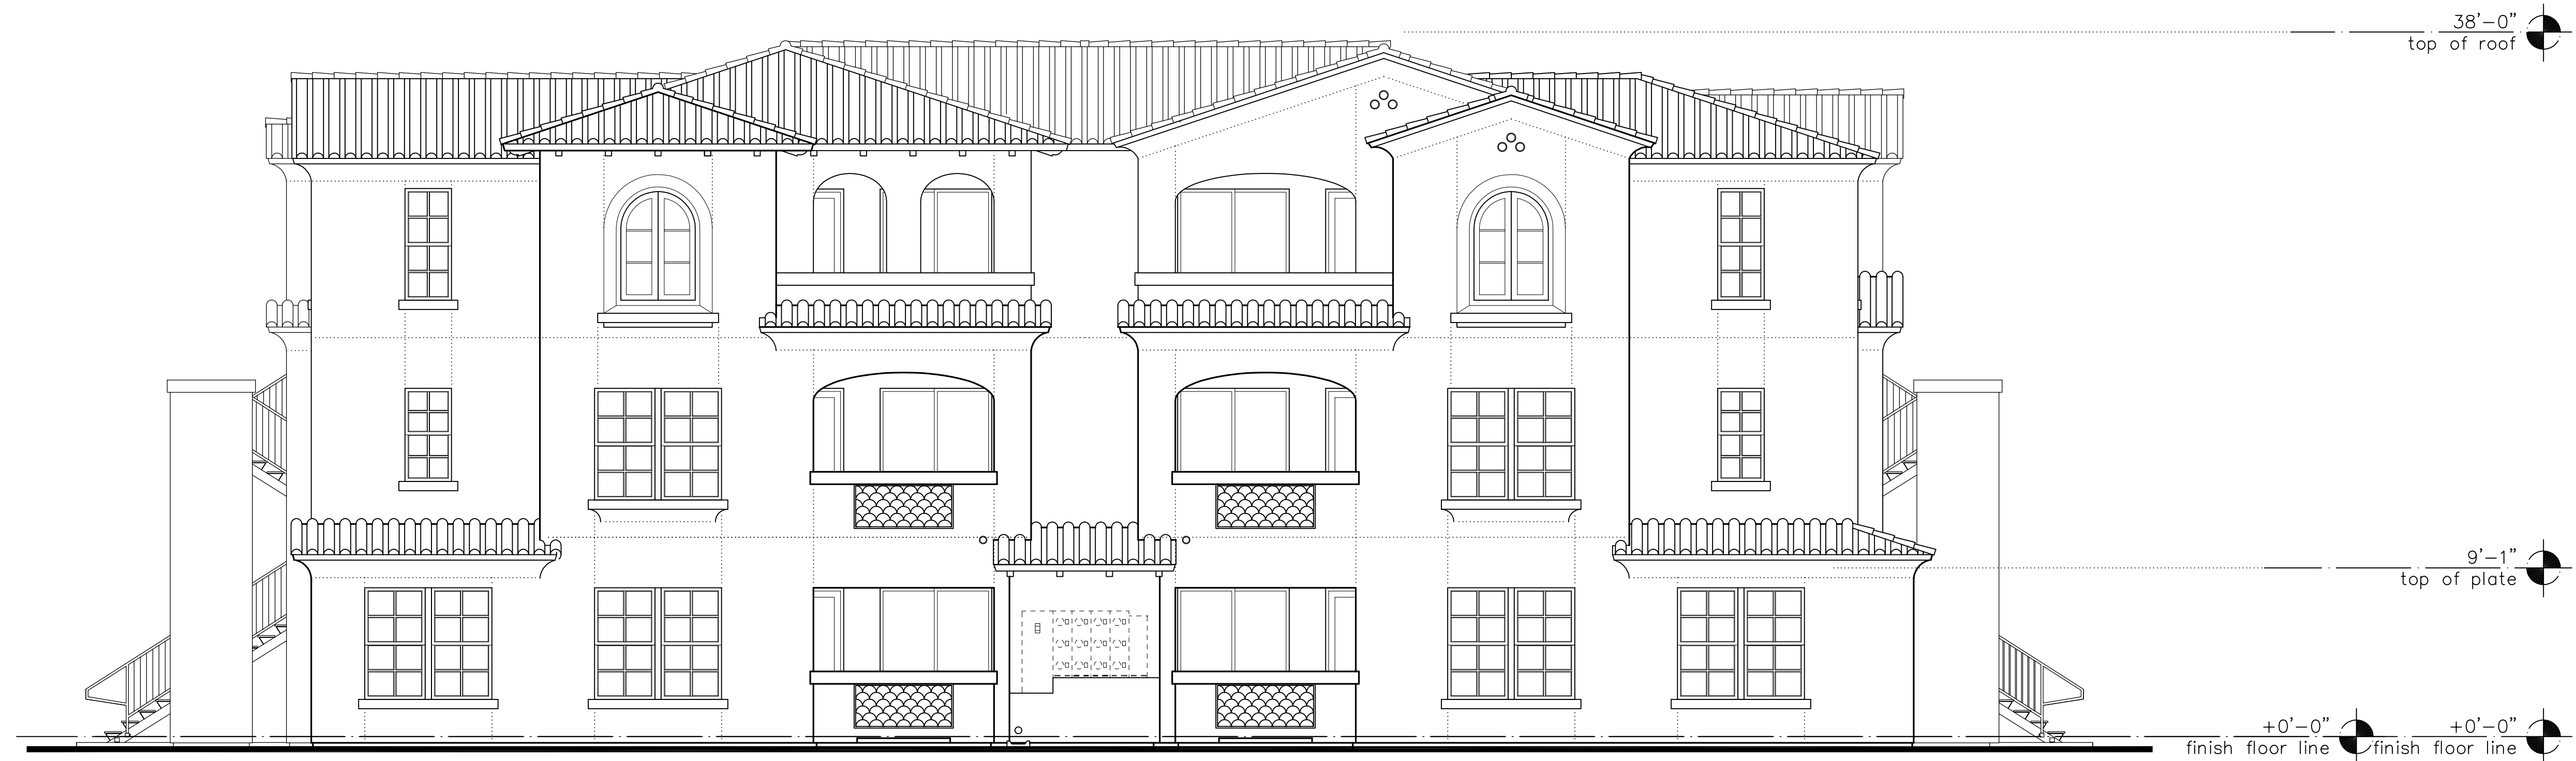 38'-0"
top of roof
9'-1"
top of plate
+0'-0"
finish floor line
+0'-0"
finish floor line